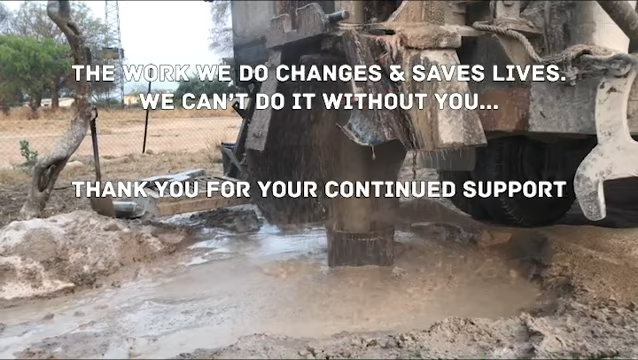 THE WORK WE DO CHANGES & SAVES LIVES.
WE CAN'T DO IT WITHOUT YOU...
THANK YOU FOR YOUR CONTINUED SUPPORT